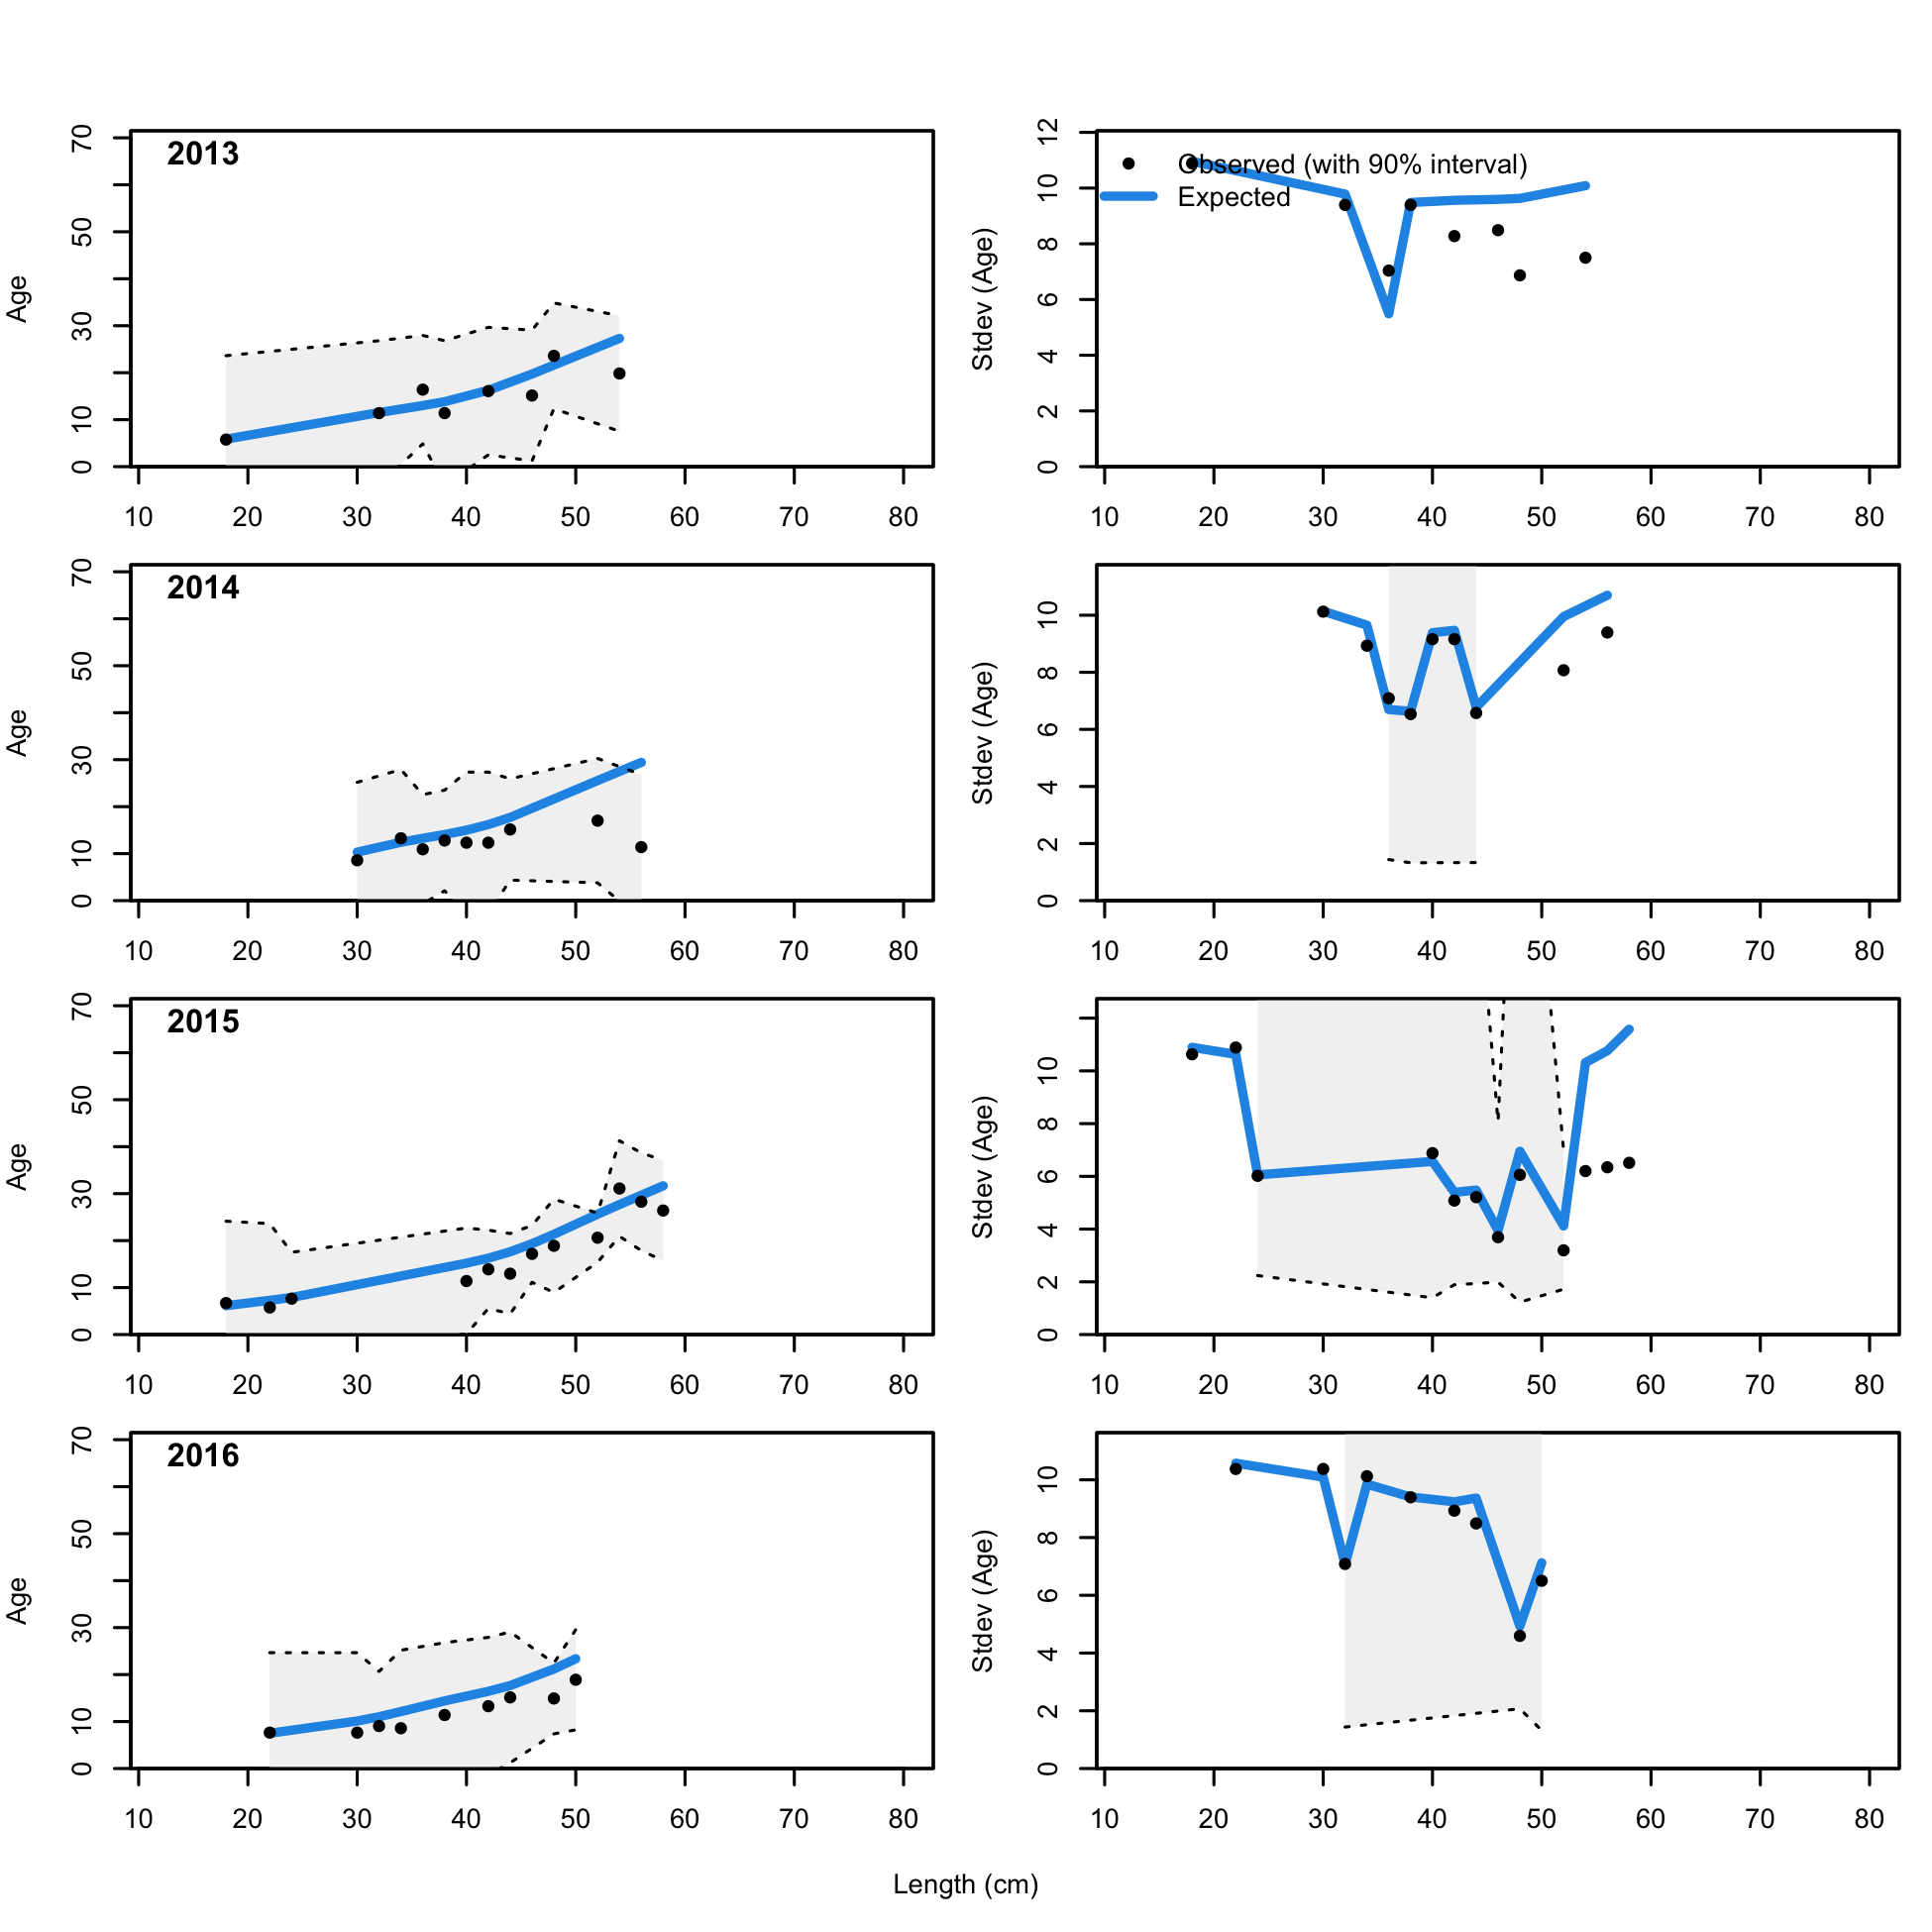 2013
Age
0 10 30 50 70
10 20 30 40 50 60 70 80
Observed (with 90% interval)
Expected
Stdev (Age)
0 2 4 6 8 10 12
10 20 30 40 50 60 70 80
2014
Age
0 10 30 50 70
10 20 30 40 50 60 70 80
Stdev (Age)
0 2 4 6 8 10
10 20 30 40 50 60 70 80
2015
Age
0 10 30 50 70
10 20 30 40 50 60 70 80
Stdev (Age)
0 2 4 6 8 10
10 20 30 40 50 60 70 80
2016
Age
0 10 30 50 70
10 20 30 40 50 60 70 80
Stdev (Age)
0 2 4 6 8 10
10 20 30 40 50 60 70 80
Length (cm)